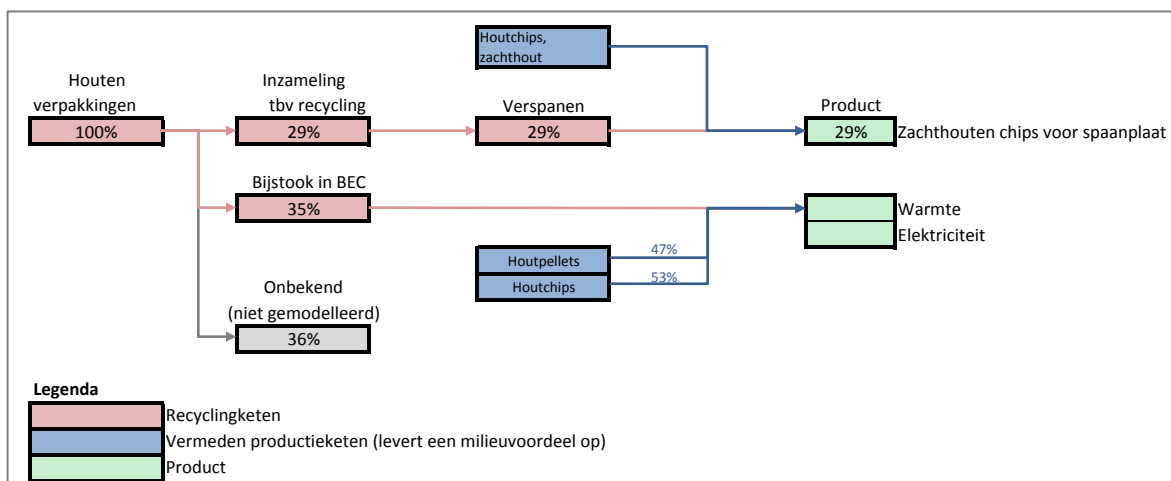 Houtchips,
zachthout
Houten
verpakkingen
100%
Inzameling
tbv recycling
29%
Verspanen
29%
Product
29%
Zachthouten chips voor spaanplaat
Bijstook in BEC
35%
Warmte
Elektriciteit
Houtpellets
47%
Houtchips
53%
Onbekend
(niet gemodelleerd)
36%
Legenda
Recyclingketen
Vermeden productieketen (levert een milieuvoordeel op)
Product